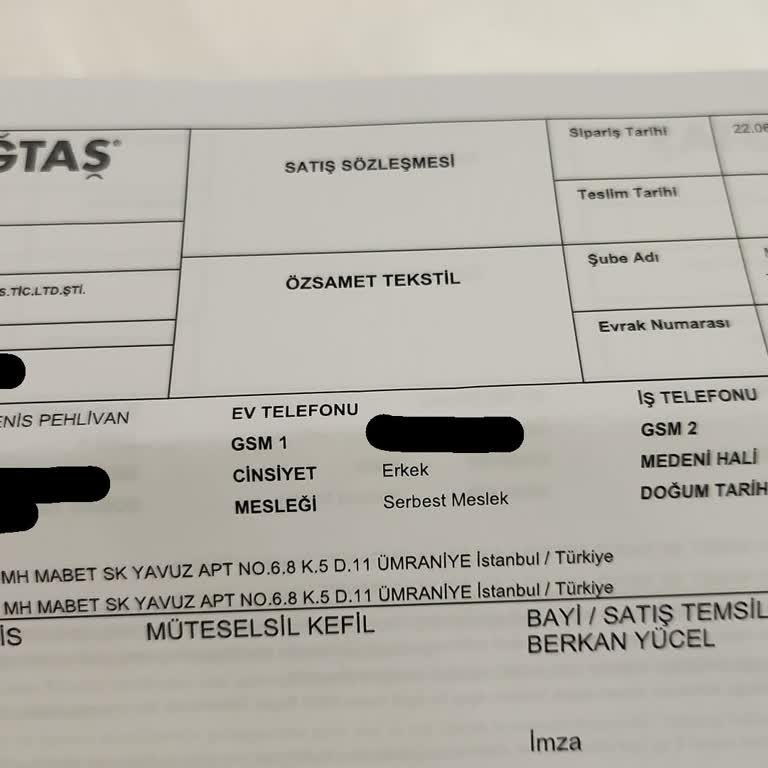 ĞTAŞ®
SATIŞ SÖZLEŞMESİ
Sipariş Tarihi
22.06
Teslim Tarihi
ÖZSAMET TEKSTİL
Şube Adı
S.TİC.LTD.ŞTİ.
Evrak Numarası
ENİS PEHLİVAN
EV TELEFONU
İŞ TELEFONU
GSM 1
GSM 2
CİNSİYET Erkek
MEDENİ HALİ
MESLEĞİ Serbest Meslek
DOĞUM TARİH
MH MABET SK YAVUZ APT NO.6,8 K.5 D.11 ÜMRANİYE İstanbul / Türkiye
MH MABET SK YAVUZ APT NO.6,8 K.5 D.11 ÜMRANİYE İstanbul / Türkiye
İS
MÜTESELSİL KEFİL
BAYİ / SATIŞ TEMSİL
BERKAN YÜCEL
İmza